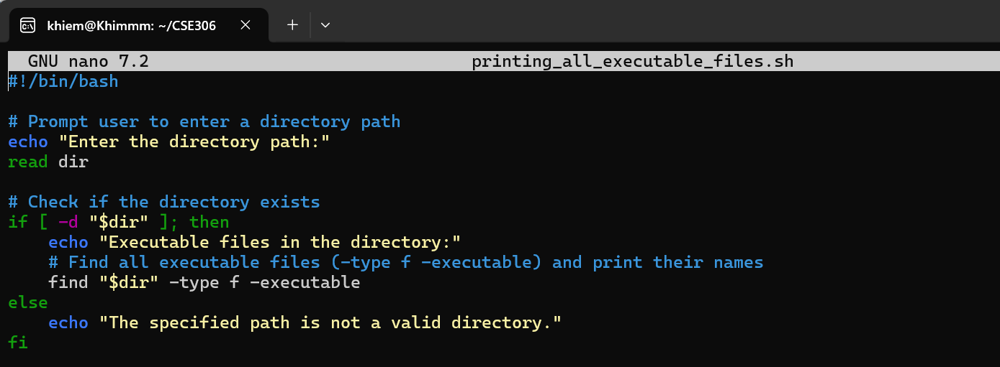 khiem@Khimmm: ~/CSE306
GNU nano 7.2 printing_all_executable_files.sh
#!/bin/bash
# Prompt user to enter a directory path
echo "Enter the directory path:"
read dir
# Check if the directory exists
if [ -d "$dir" ]; then
    echo "Executable files in the directory:"
    # Find all executable files (-type f -executable) and print their names
    find "$dir" -type f -executable
else
    echo "The specified path is not a valid directory."
fi